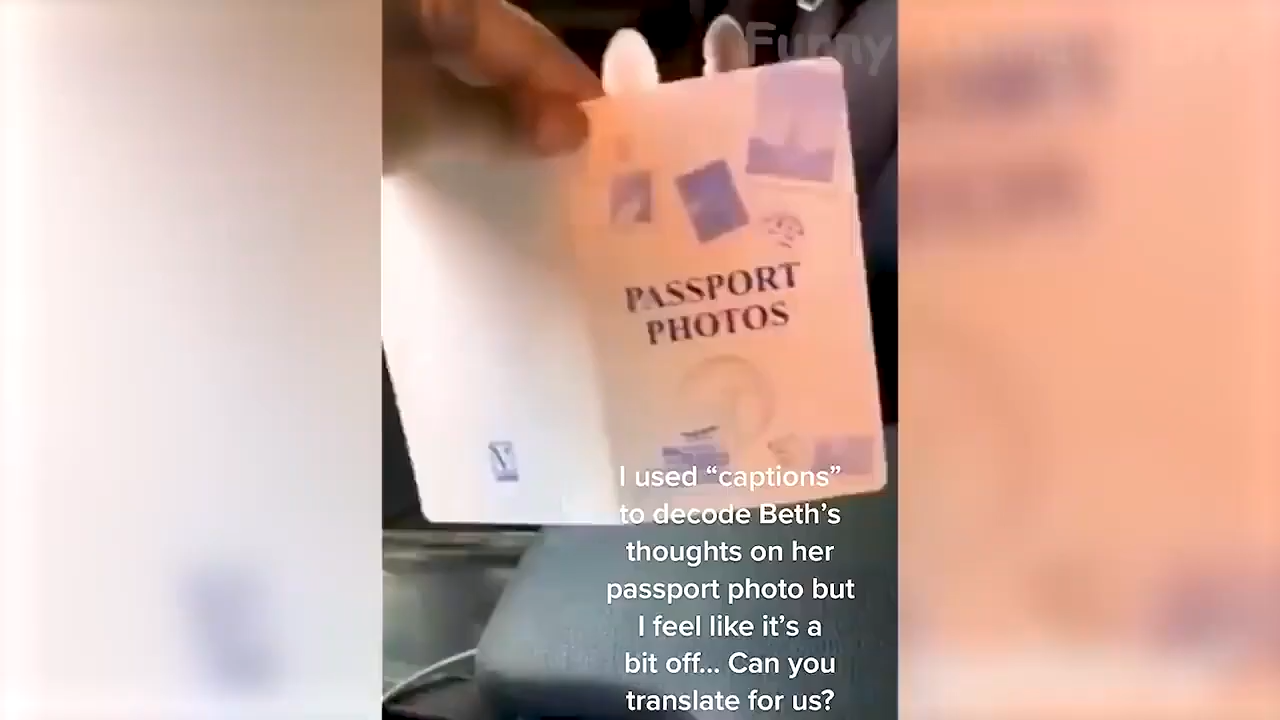 Funny
PASSPORT
PHOTOS
I used “captions”
to decode Beth’s
thoughts on her
passport photo but
I feel like it’s a
bit off... Can you
translate for us?